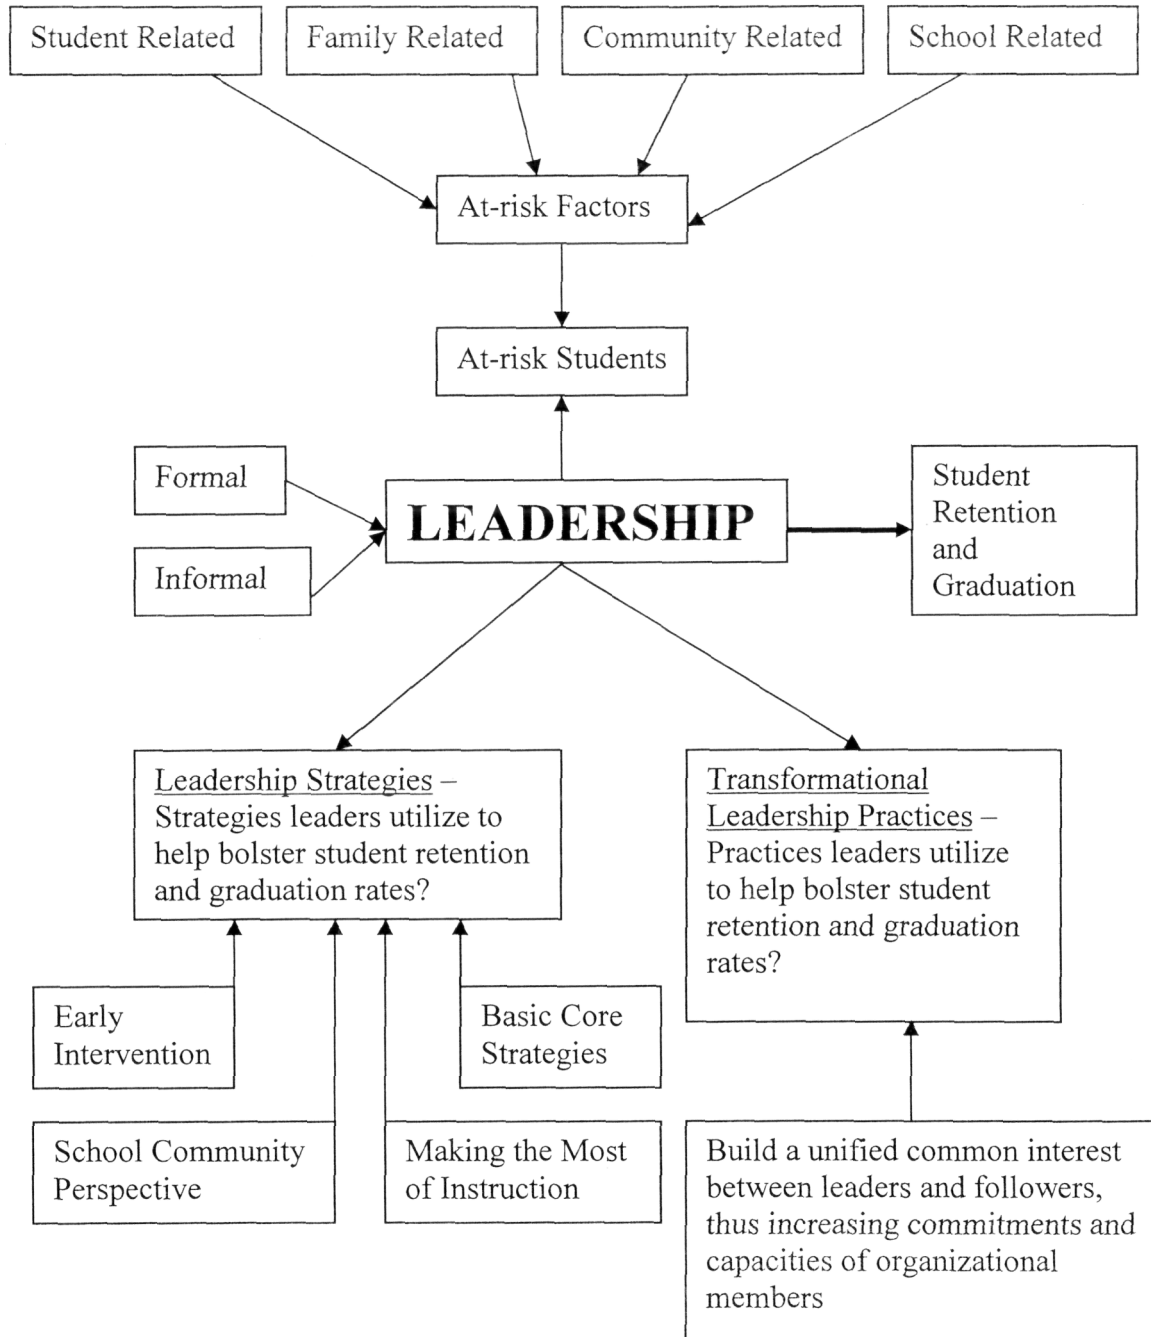 Student Related
Family Related
Community Related
School Related
At-risk Factors
At-risk Students
Formal
Informal
LEADERSHIP
Student
Retention
and
Graduation
Leadership Strategies –
Strategies leaders utilize to
help bolster student retention
and graduation rates?
Transformational
Leadership Practices –
Practices leaders utilize
to help bolster student
retention and graduation
rates?
Early
Intervention
Basic Core
Strategies
School Community
Perspective
Making the Most
of Instruction
Build a unified common interest
between leaders and followers,
thus increasing commitments and
capacities of organizational
members